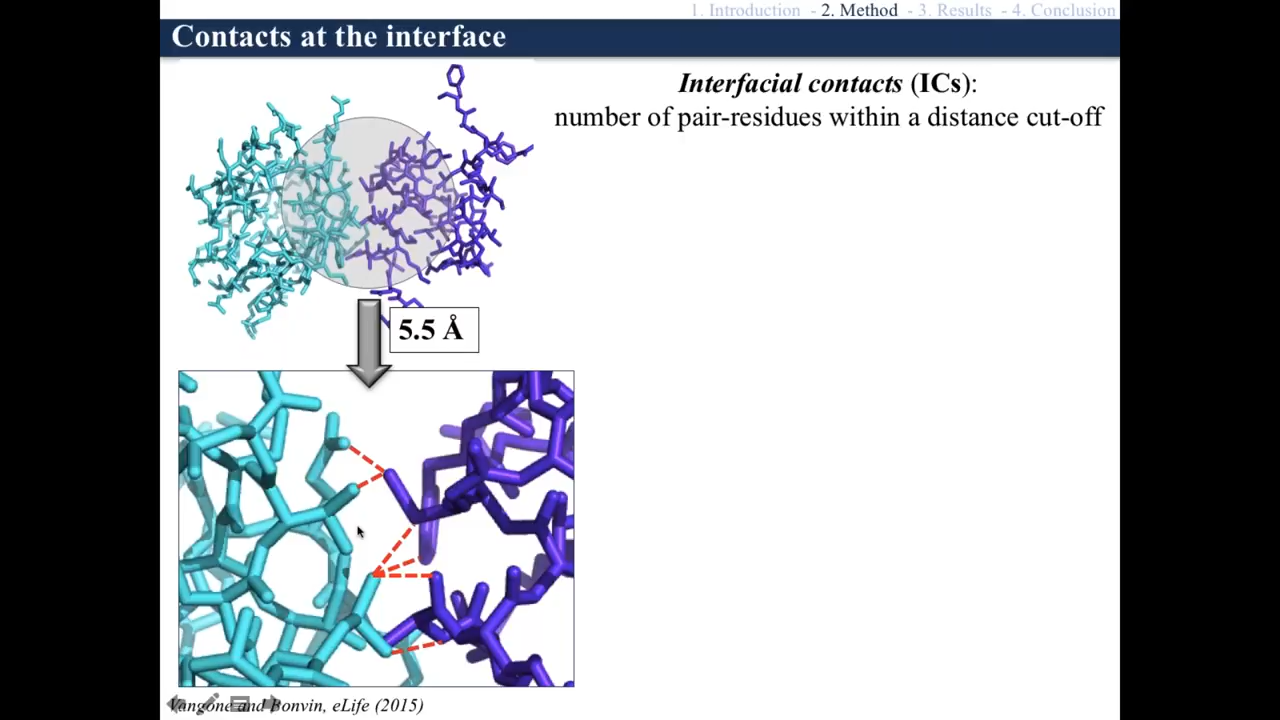 1. Introduction - 2. Method - 3. Results - 4. Conclusion
Contacts at the interface
Interfacial contacts (ICs):
number of pair-residues within a distance cut-off
5.5 Å
Vangone and Bonvin, eLife (2015)